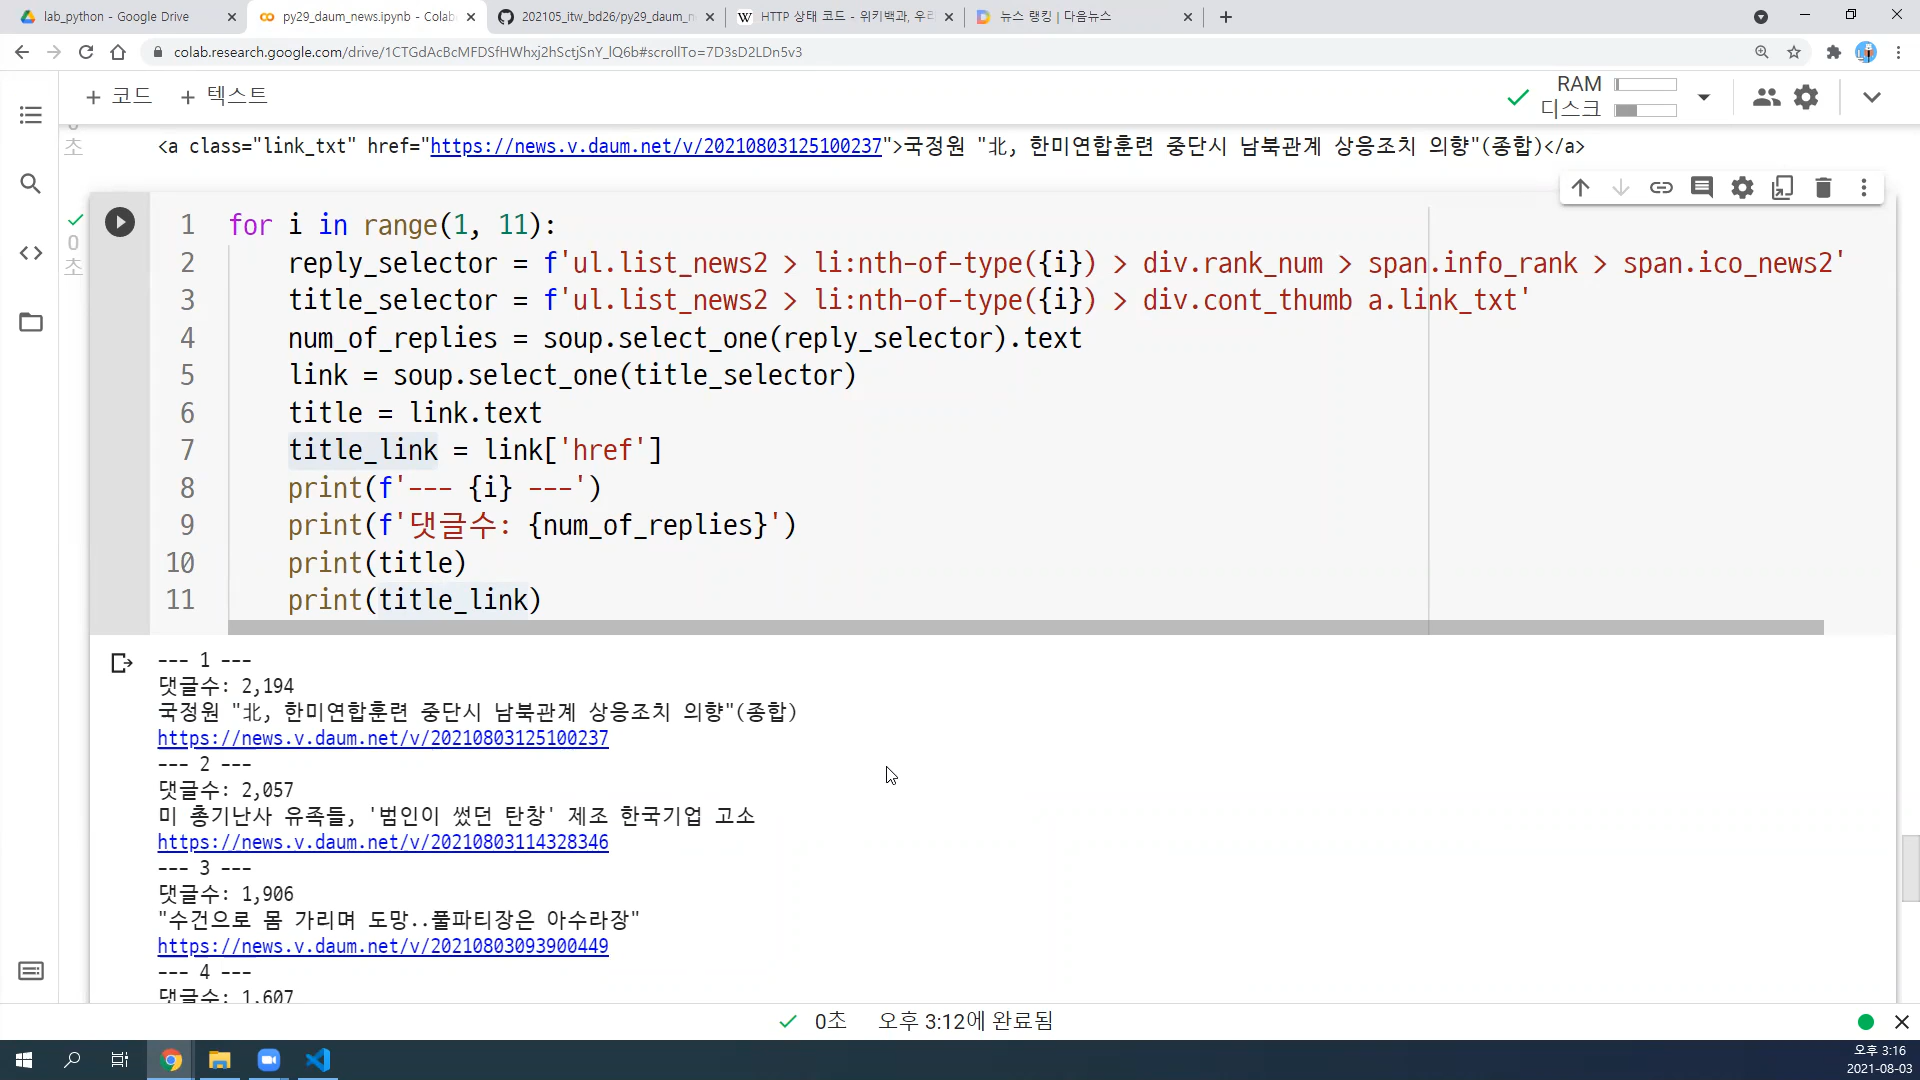 lab_python - Google Drive
py29_daum_news.ipynb - Colab
202105_itw_bd26/py29_daum_n
HTTP 상태 코드 - 위키백과, 우리
뉴스 랭킹 | 다음뉴스
colab.research.google.com/drive/1CTGdAcBcMFDSfHWhxj2hSctjSnY_lQ6b#scrollTo=7D3sD2LDn5v3
+ 코드 + 텍스트
RAM
디스크
초
<a class="link_txt" href="https://news.v.daum.net/v/20210803125100237">국정원 "北, 한미연합훈련 중단시 남북관계 상응조치 의향"(종합)</a>
0
초
1 for i in range(1, 11):
2 reply_selector = f'ul.list_news2 > li:nth-of-type({i}) > div.rank_num > span.info_rank > span.ico_news2'
3 title_selector = f'ul.list_news2 > li:nth-of-type({i}) > div.cont_thumb a.link_txt'
4 num_of_replies = soup.select_one(reply_selector).text
5 link = soup.select_one(title_selector)
6 title = link.text
7 title_link = link['href']
8 print(f'--- {i} ---')
9 print(f'댓글수: {num_of_replies}')
10 print(title)
11 print(title_link)
--- 1 ---
댓글수: 2,194
국정원 "北, 한미연합훈련 중단시 남북관계 상응조치 의향"(종합)
https://news.v.daum.net/v/20210803125100237
--- 2 ---
댓글수: 2,057
미 총기난사 유족들, '범인이 썼던 탄창' 제조 한국기업 고소
https://news.v.daum.net/v/20210803114328346
--- 3 ---
댓글수: 1,906
"수건으로 몸 가리며 도망..풀파티장은 아수라장"
https://news.v.daum.net/v/20210803093900449
--- 4 ---
댓글수: 1,607
0초 오후 3:12에 완료됨
오후 3:16
2021-08-03